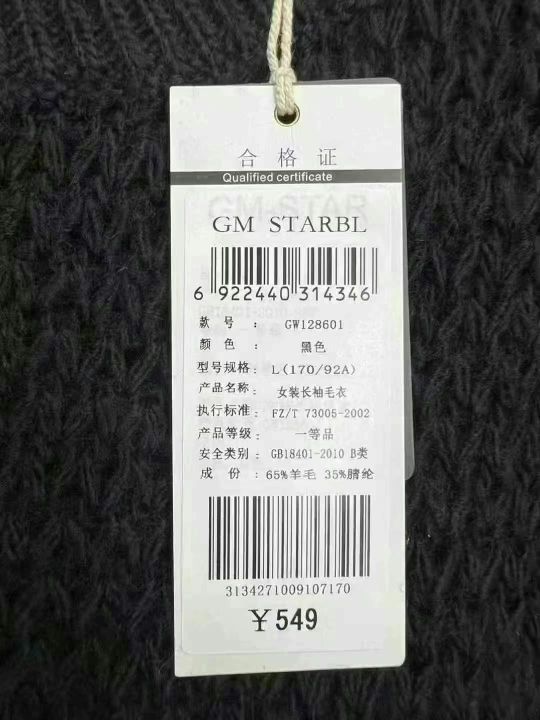 合格证
Qualified certificate
GM STARBL
6 922440 314346
款号： GW128601
颜色： 黑色
型号规格： L(170/92A)
产品名称： 女装长袖毛衣
执行标准： FZ/T 73005-2002
产品等级： 一等品
安全类别： GB18401-2010 B类
成份： 65%羊毛 35%腈纶
3134271009107170
￥549